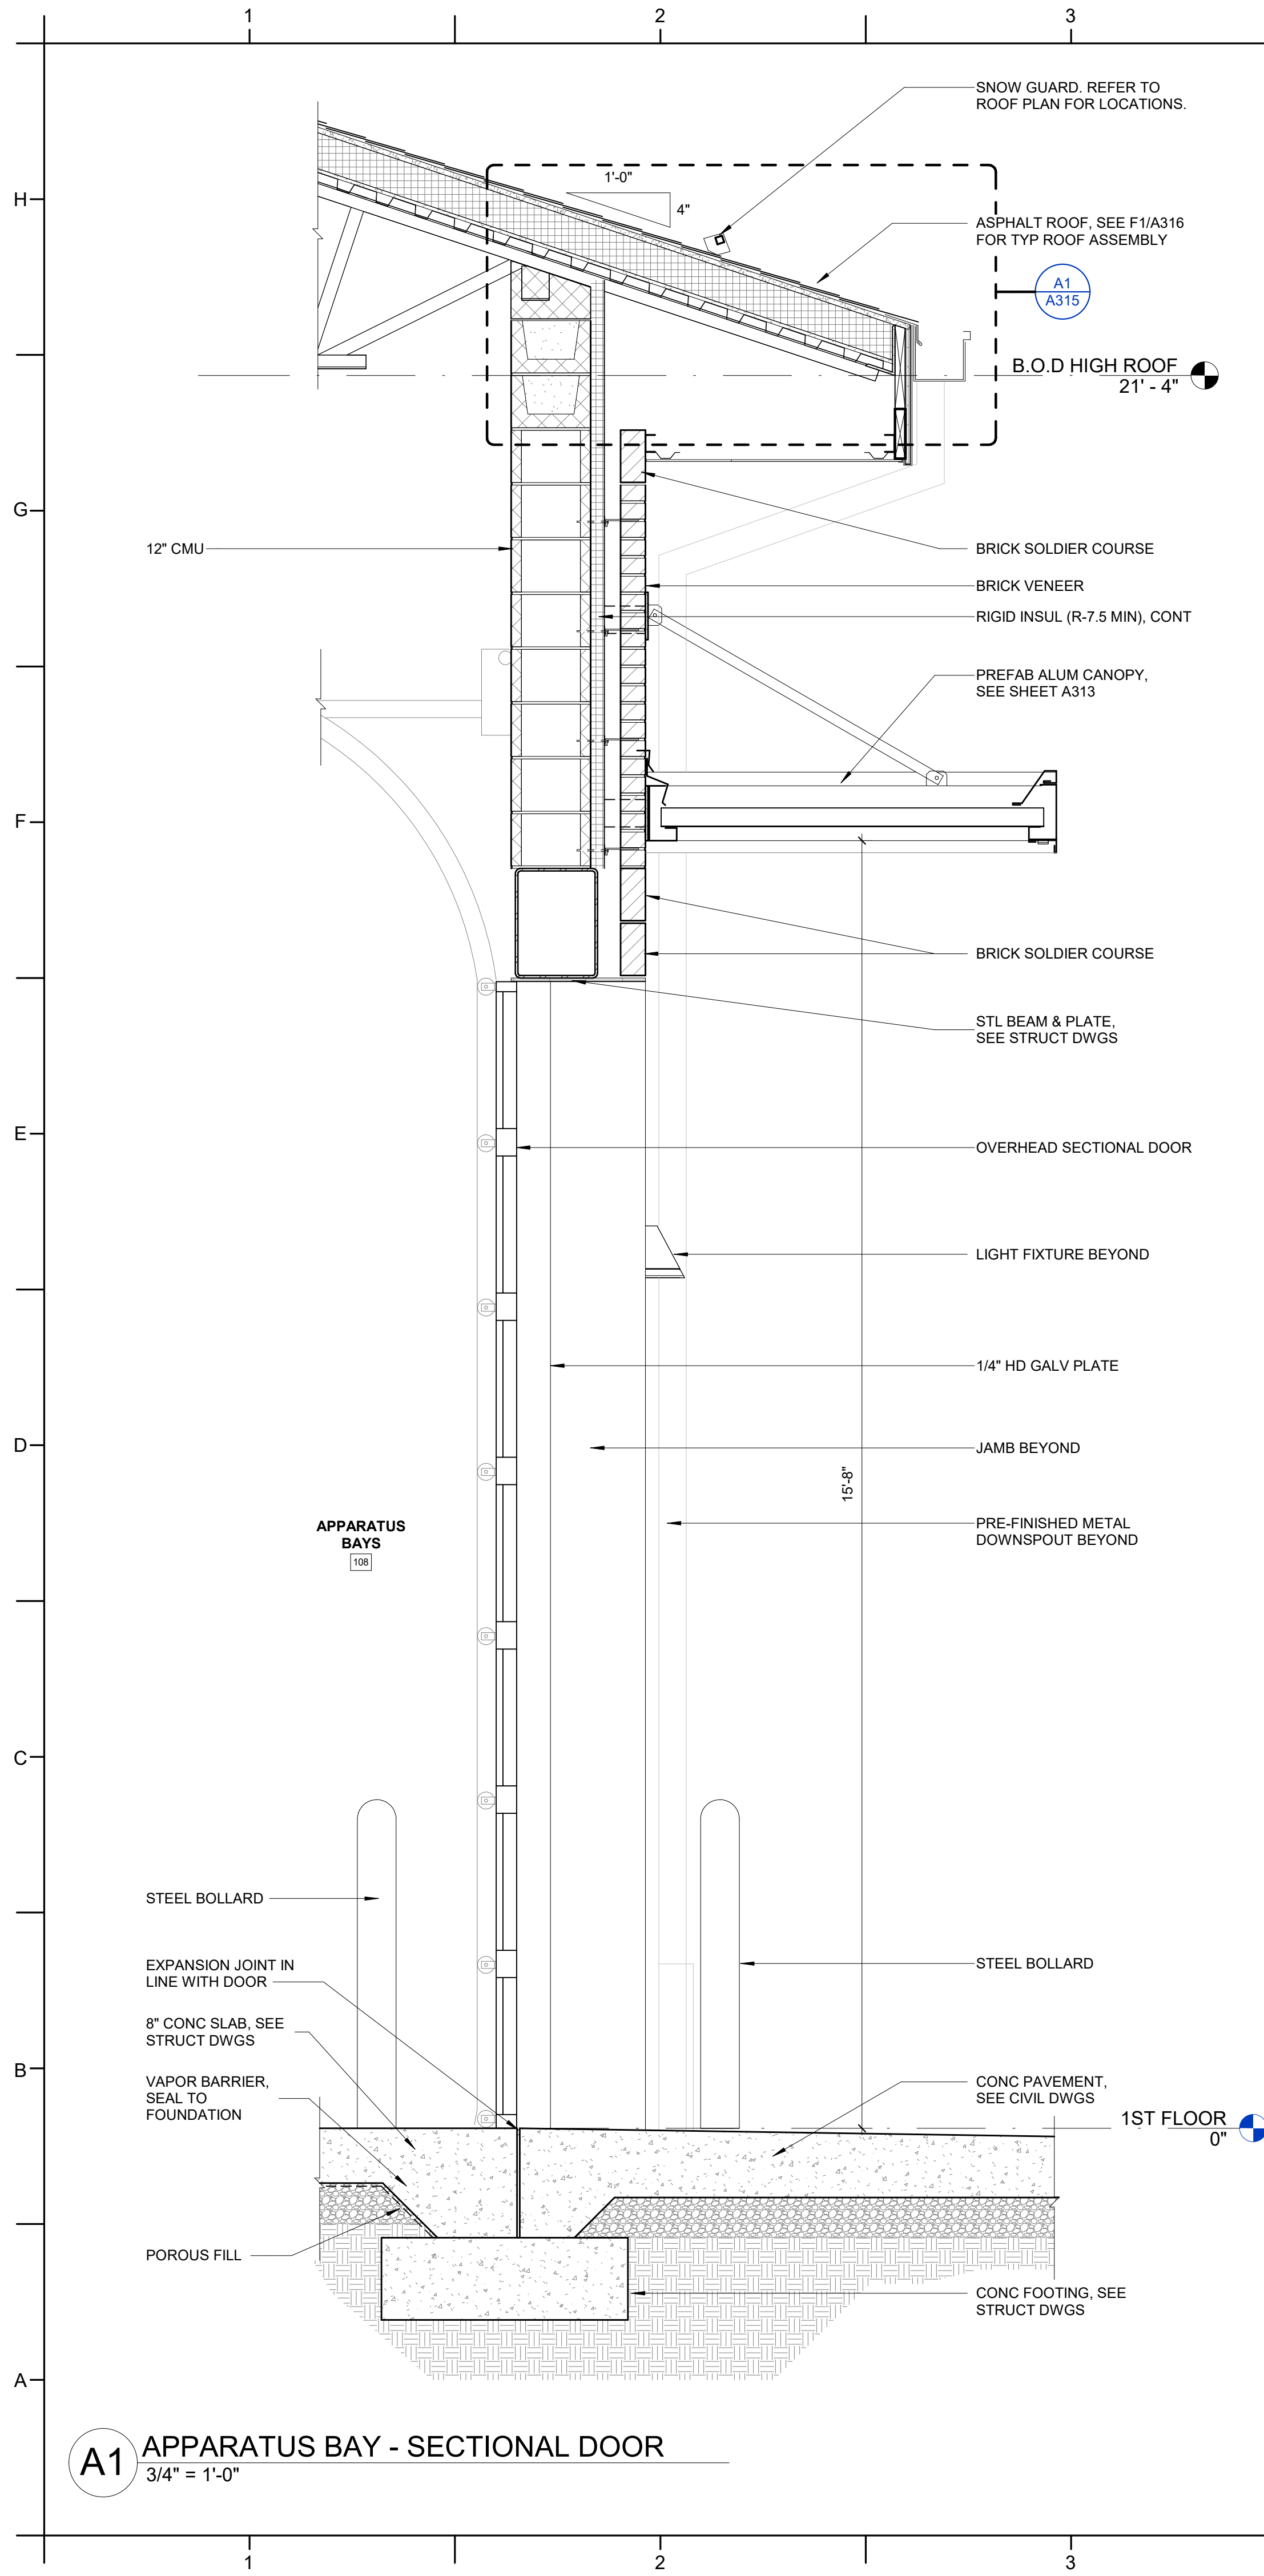 1
2
3
SNOW GUARD. REFER TO
ROOF PLAN FOR LOCATIONS.
H
1'-0"
4"
ASPHALT ROOF, SEE F1/A316
FOR TYP ROOF ASSEMBLY
A1
A315
B.O.D HIGH ROOF
21' - 4"
G
12" CMU
BRICK SOLDIER COURSE
BRICK VENEER
RIGID INSUL (R-7.5 MIN), CONT
PREFAB ALUM CANOPY,
SEE SHEET A313
F
BRICK SOLDIER COURSE
STL BEAM & PLATE,
SEE STRUCT DWGS
E
OVERHEAD SECTIONAL DOOR
LIGHT FIXTURE BEYOND
1/4" HD GALV PLATE
D
JAMB BEYOND
15'-8"
APPARATUS
BAYS
108
PRE-FINISHED METAL
DOWNSPOUT BEYOND
C
STEEL BOLLARD
EXPANSION JOINT IN
LINE WITH DOOR
STEEL BOLLARD
8" CONC SLAB, SEE
STRUCT DWGS
B
VAPOR BARRIER,
SEAL TO
FOUNDATION
CONC PAVEMENT,
SEE CIVIL DWGS
1ST FLOOR
0"
POROUS FILL
CONC FOOTING, SEE
STRUCT DWGS
A
A1
APPARATUS BAY - SECTIONAL DOOR
3/4" = 1'-0"
1
2
3